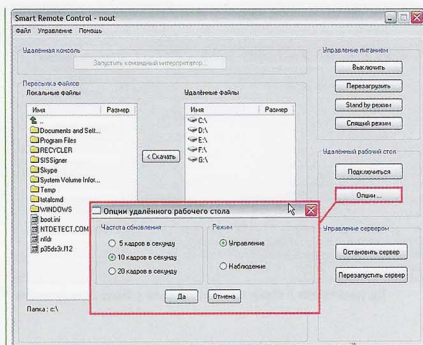 Smart Remote Control - nout
Файл Управление Помощь
Удалённая консоль
Запустить командный интерпретатор...
Пересылка файлов
Локальные файлы
Имя Размер
..
Documents and Sett...
Program Files
RECYCLER
SISSigner
Skype
System Volume Infor...
Temp
totalcmd
WINDOWS
boot.ini
NTDETECT.COM
ntldr
p35ds3r.f12
Папка: c:\
< Скачать
Удалённые файлы
Имя Размер
C:\
D:\
E:\
F:\
G:\
Управление питанием
Выключить
Перезагрузить
Stand by режим
Спящий режим
Удалённый рабочий стол
Подключиться
Опции ...
Управление сервером
Остановить сервер
Перезапустить сервер
Опции удалённого рабочего стола
Частота обновления
5 кадров в секунду
10 кадров в секунду
20 кадров в секунду
Режим
Управление
Наблюдение
Да
Отмена